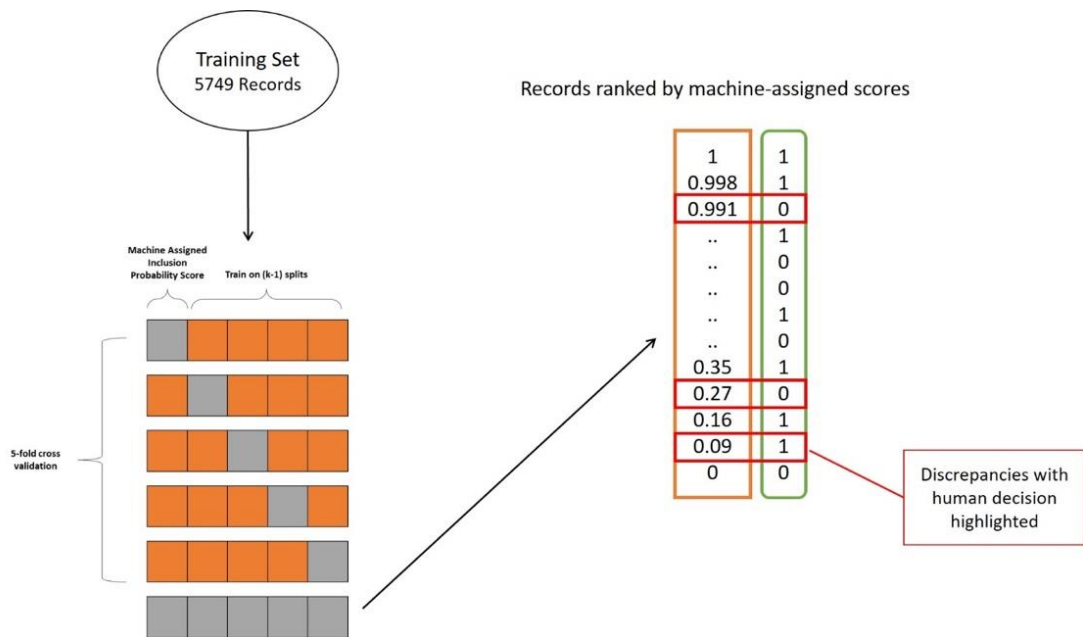 Training Set
5749 Records
Machine Assigned
Inclusion
Probability Score
Train on (k-1) splits
5-fold cross
validation
Records ranked by machine-assigned scores
1 1
0.998 1
0.991 0
.. 1
.. 0
.. 0
.. 1
.. 0
0.35 1
0.27 0
0.16 1
0.09 1
0 0
Discrepancies with
human decision
highlighted